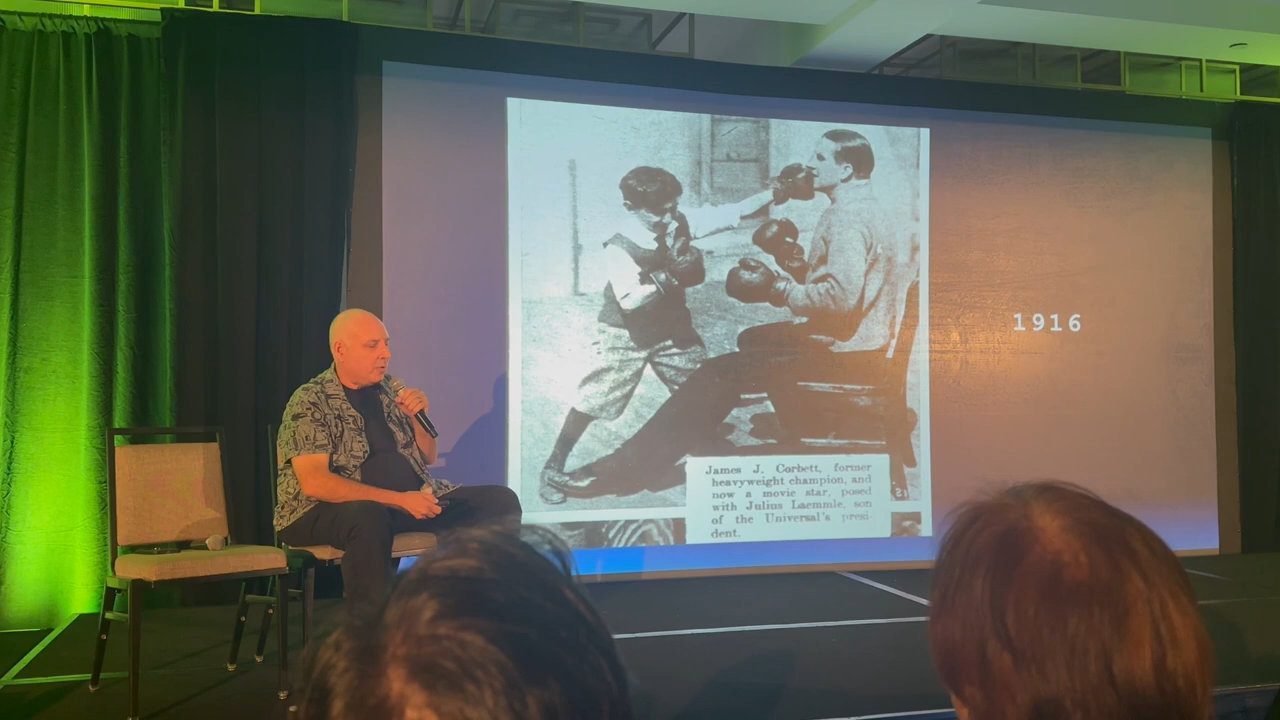 1916
James J. Corbett, former
heavyweight champion, and
now a movie star, posed
with Julius Laemmle, son
of the Universal's presi-
dent.